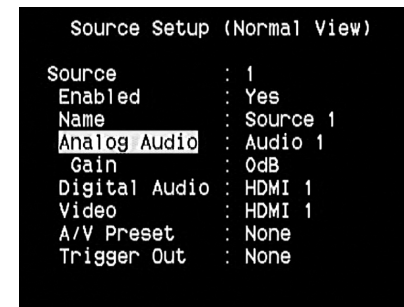 Source Setup (Normal View)
Source : 1
Enabled : Yes
Name : Source 1
Analog Audio : Audio 1
Gain : 0dB
Digital Audio : HDMI 1
Video : HDMI 1
A/V Preset : None
Trigger Out : None